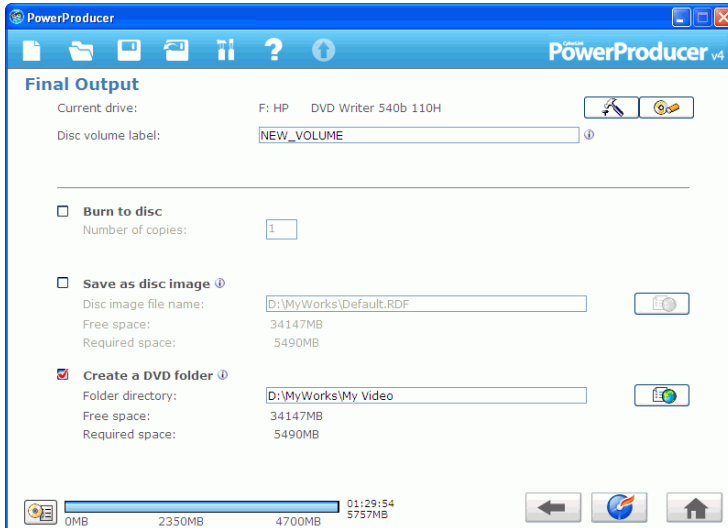 PowerProducer
CyberLink
PowerProducer v4
Final Output
Current drive: F: HP DVD Writer 540b 110H
Disc volume label: NEW_VOLUME
Burn to disc
Number of copies: 1
Save as disc image
Disc image file name: D:\MyWorks\Default.RDF
Free space: 34147MB
Required space: 5490MB
Create a DVD folder
Folder directory: D:\MyWorks\My Video
Free space: 34147MB
Required space: 5490MB
01:29:54
5757MB
0MB 2350MB 4700MB